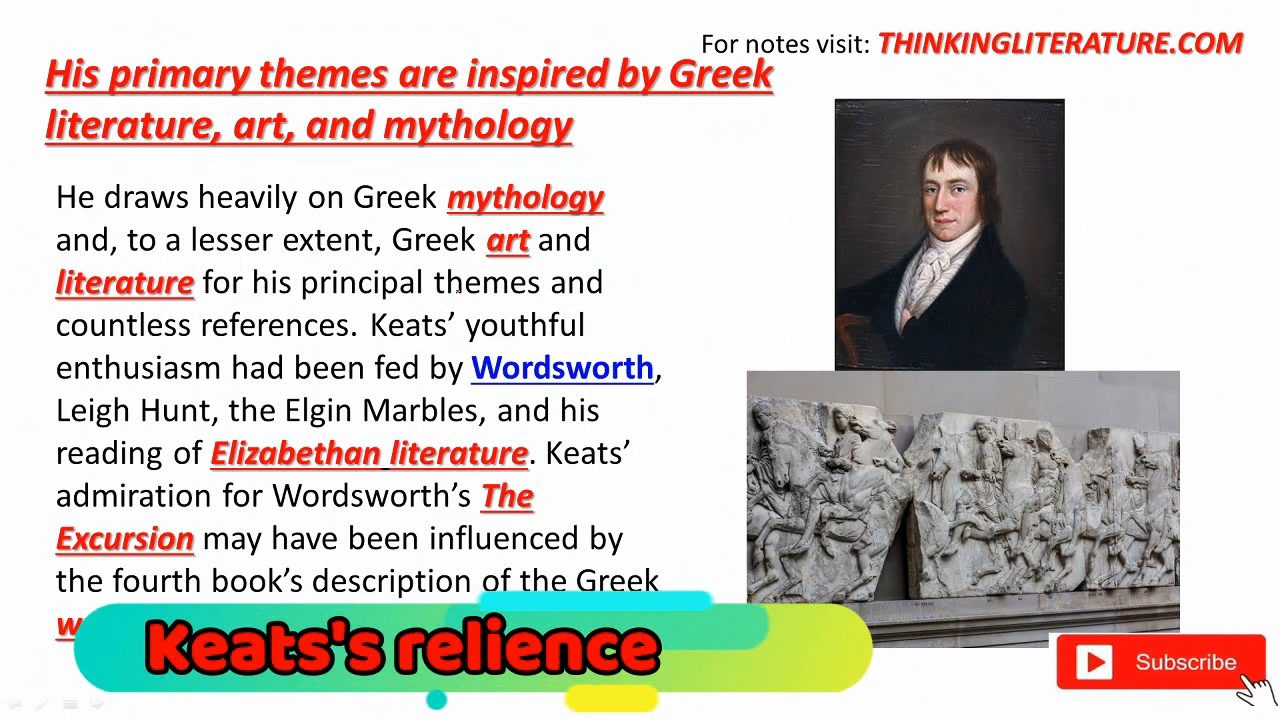 For notes visit: THINKINGLITERATURE.COM
His primary themes are inspired by Greek
literature, art, and mythology
He draws heavily on Greek mythology
and, to a lesser extent, Greek art and
literature for his principal themes and
countless references. Keats’ youthful
enthusiasm had been fed by Wordsworth,
Leigh Hunt, the Elgin Marbles, and his
reading of Elizabethan literature. Keats’
admiration for Wordsworth’s The
Excursion may have been influenced by
the fourth book’s description of the Greek
Keats's relience
Subscribe